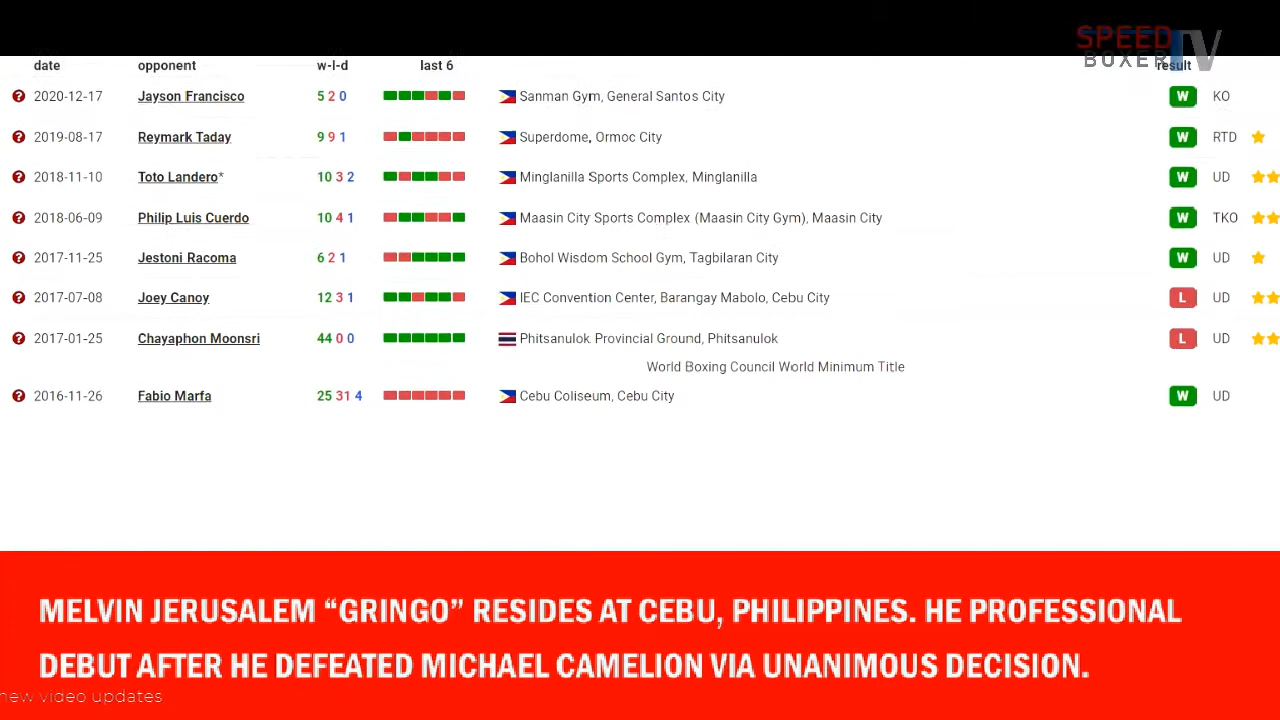 SPEED
BOXER TV
date opponent w-l-d last 6 result
2020-12-17 Jayson Francisco 5 2 0 Sanman Gym, General Santos City W KO
2019-08-17 Reymark Taday 9 9 1 Superdome, Ormoc City W RTD
2018-11-10 Toto Landero* 10 3 2 Minglanilla Sports Complex, Minglanilla W UD
2018-06-09 Philip Luis Cuerdo 10 4 1 Maasin City Sports Complex (Maasin City Gym), Maasin City W TKO
2017-11-25 Jestoni Racoma 6 2 1 Bohol Wisdom School Gym, Tagbilaran City W UD
2017-07-08 Joey Canoy 12 3 1 IEC Convention Center, Barangay Mabolo, Cebu City L UD
2017-01-25 Chayaphon Moonsri 44 0 0 Phitsanulok Provincial Ground, Phitsanulok L UD
World Boxing Council World Minimum Title
2016-11-26 Fabio Marfa 25 31 4 Cebu Coliseum, Cebu City W UD
MELVIN JERUSALEM “GRINGO” RESIDES AT CEBU, PHILIPPINES. HE PROFESSIONAL
DEBUT AFTER HE DEFEATED MICHAEL CAMELION VIA UNANIMOUS DECISION.
new video updates